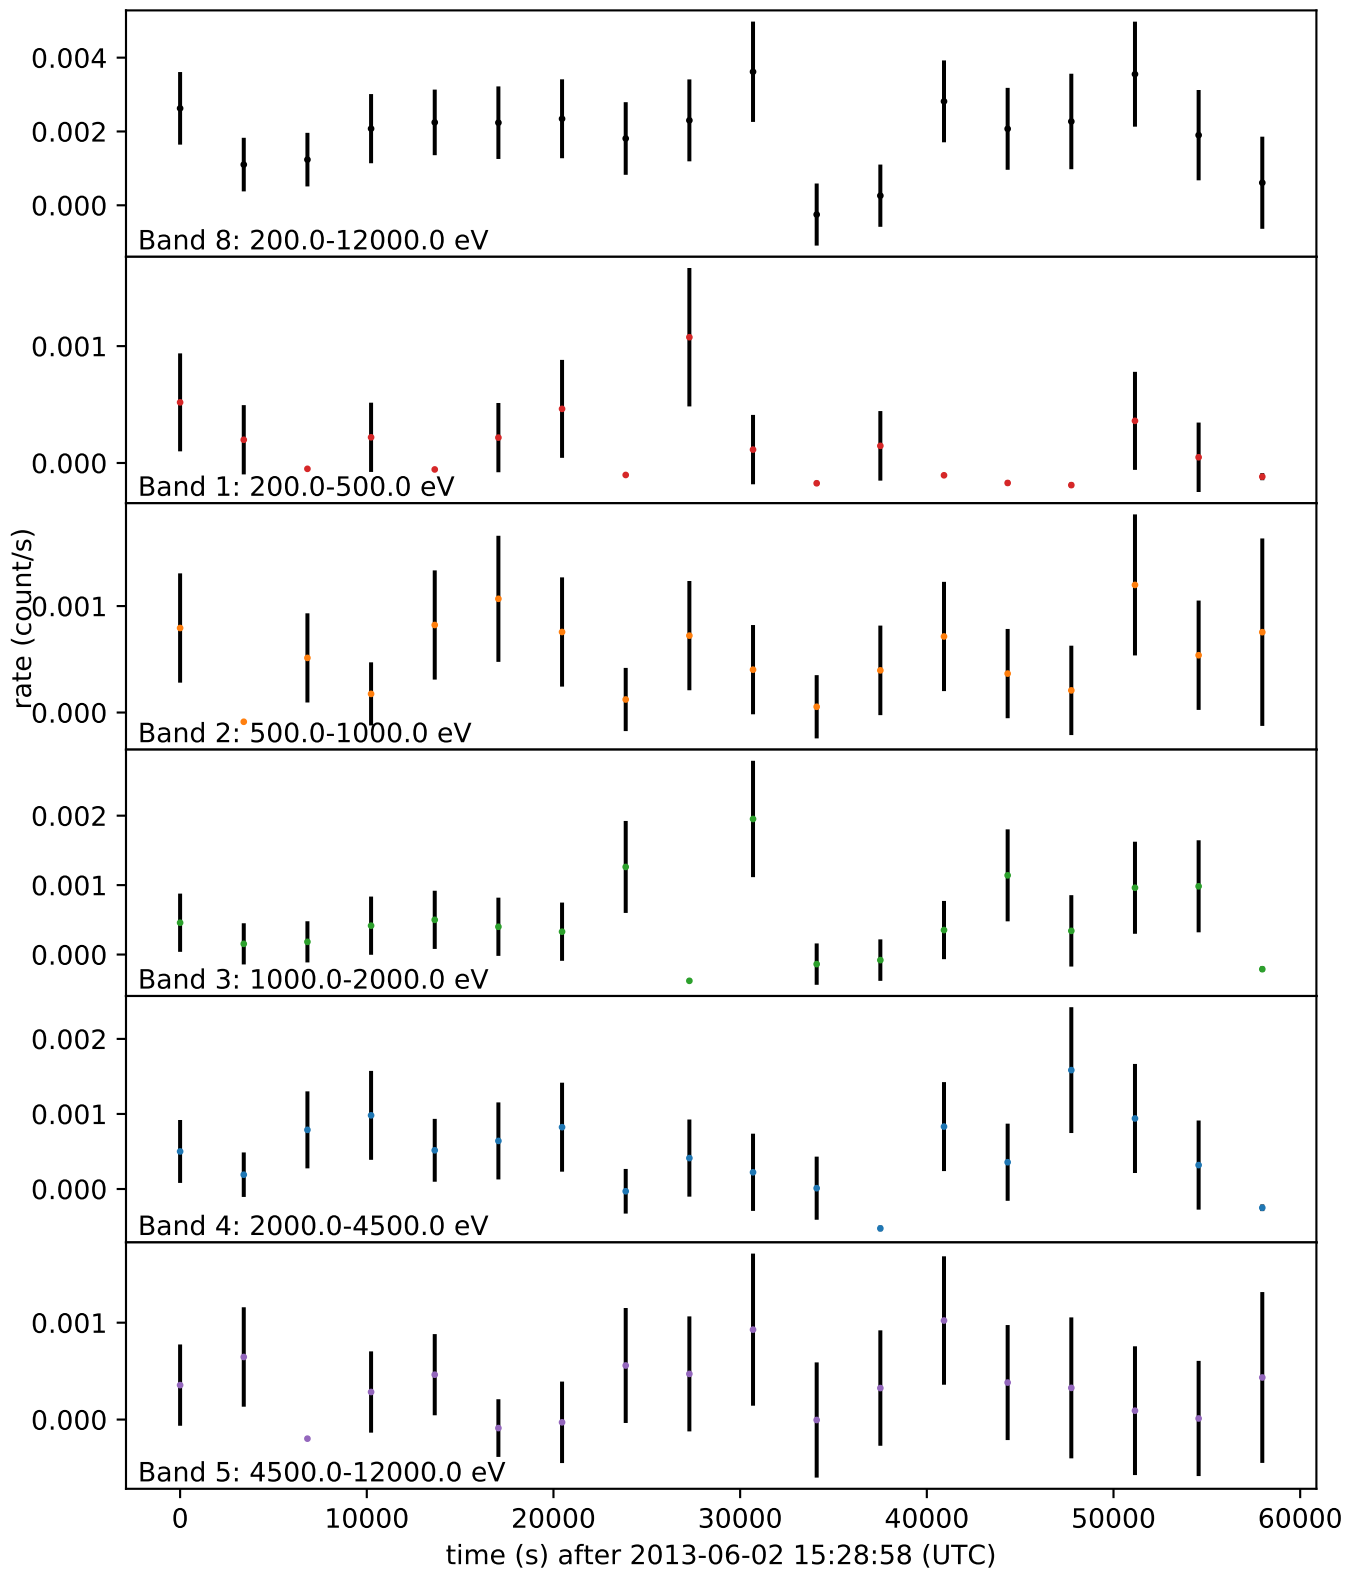 0.004
0.002
0.000
Band 8: 200.0-12000.0 eV
0.001
0.000
Band 1: 200.0-500.0 eV
rate (count/s)
0.001
0.000
Band 2: 500.0-1000.0 eV
0.002
0.001
0.000
Band 3: 1000.0-2000.0 eV
0.002
0.001
0.000
Band 4: 2000.0-4500.0 eV
0.001
0.000
Band 5: 4500.0-12000.0 eV
0 10000 20000 30000 40000 50000 60000
time (s) after 2013-06-02 15:28:58 (UTC)